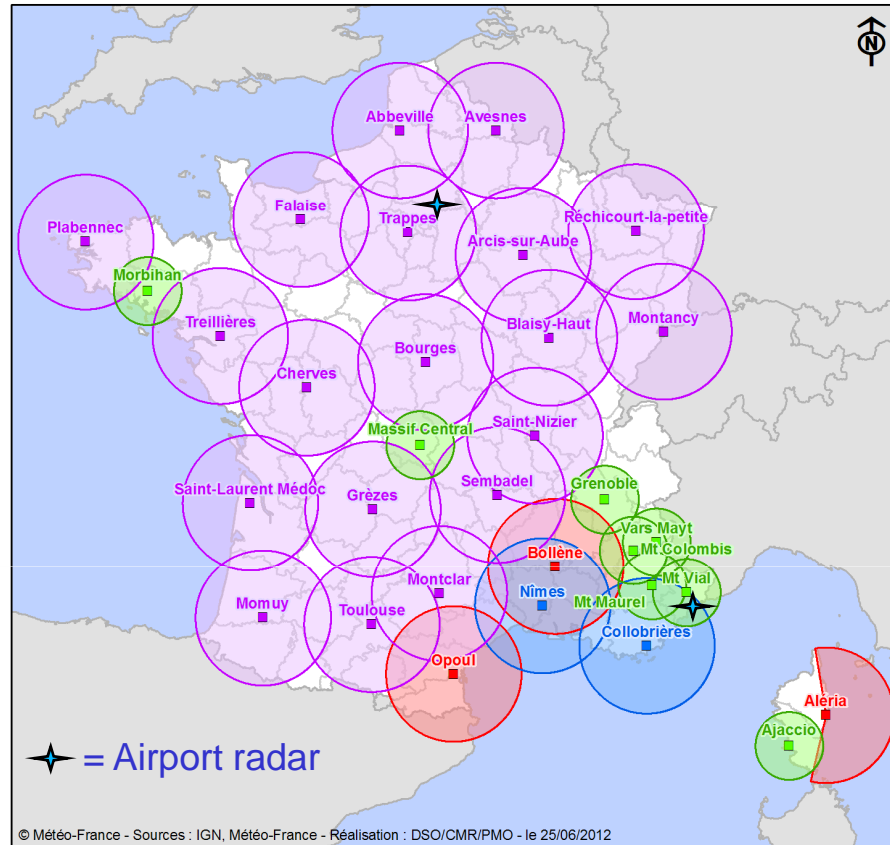 N
Abbeville
Avesnes
Falaise
Trappes
Réchicourt-la-petite
Plabennec
Arcis-sur-Aube
Morbihan
Treillières
Blaisy-Haut
Montancy
Bourges
Cherves
Saint-Nizier
Massif Central
Saint-Laurent Médoc
Grèzes
Sembadel
Grenoble
Vars Mayt
Bollène
Mt Colombis
Montclar
Nîmes
Mt Vial
Mt Maurel
Momuy
Toulouse
Collobrières
Opoul
Aléria
Ajaccio
= Airport radar
© Météo-France - Sources : IGN, Météo-France - Réalisation : DSO/CMR/PMO - le 25/06/2012